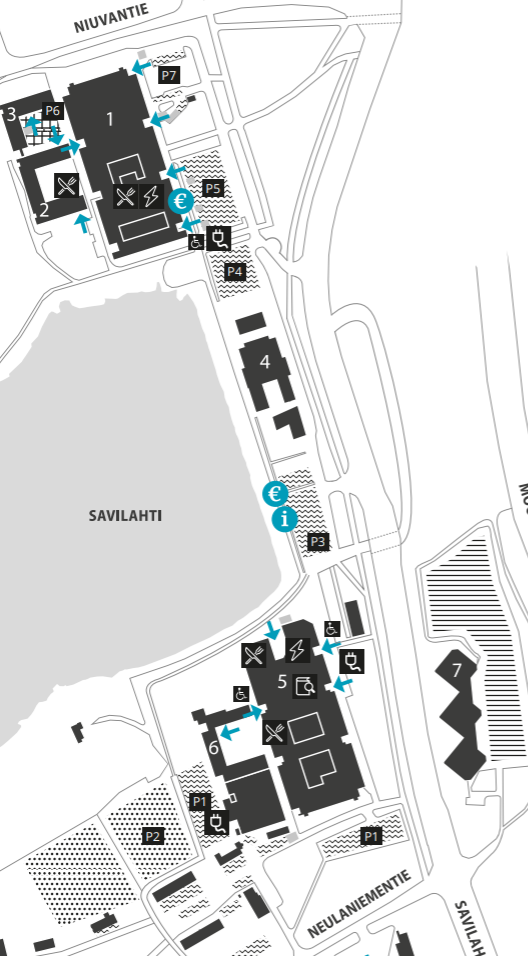 NIUVANTIE
P7
3
P6
1
P5
2
€
P4
4
€
SAVILAHTI
i
P3
5
7
6
P1
P2
P1
NEULANIEMENTIE